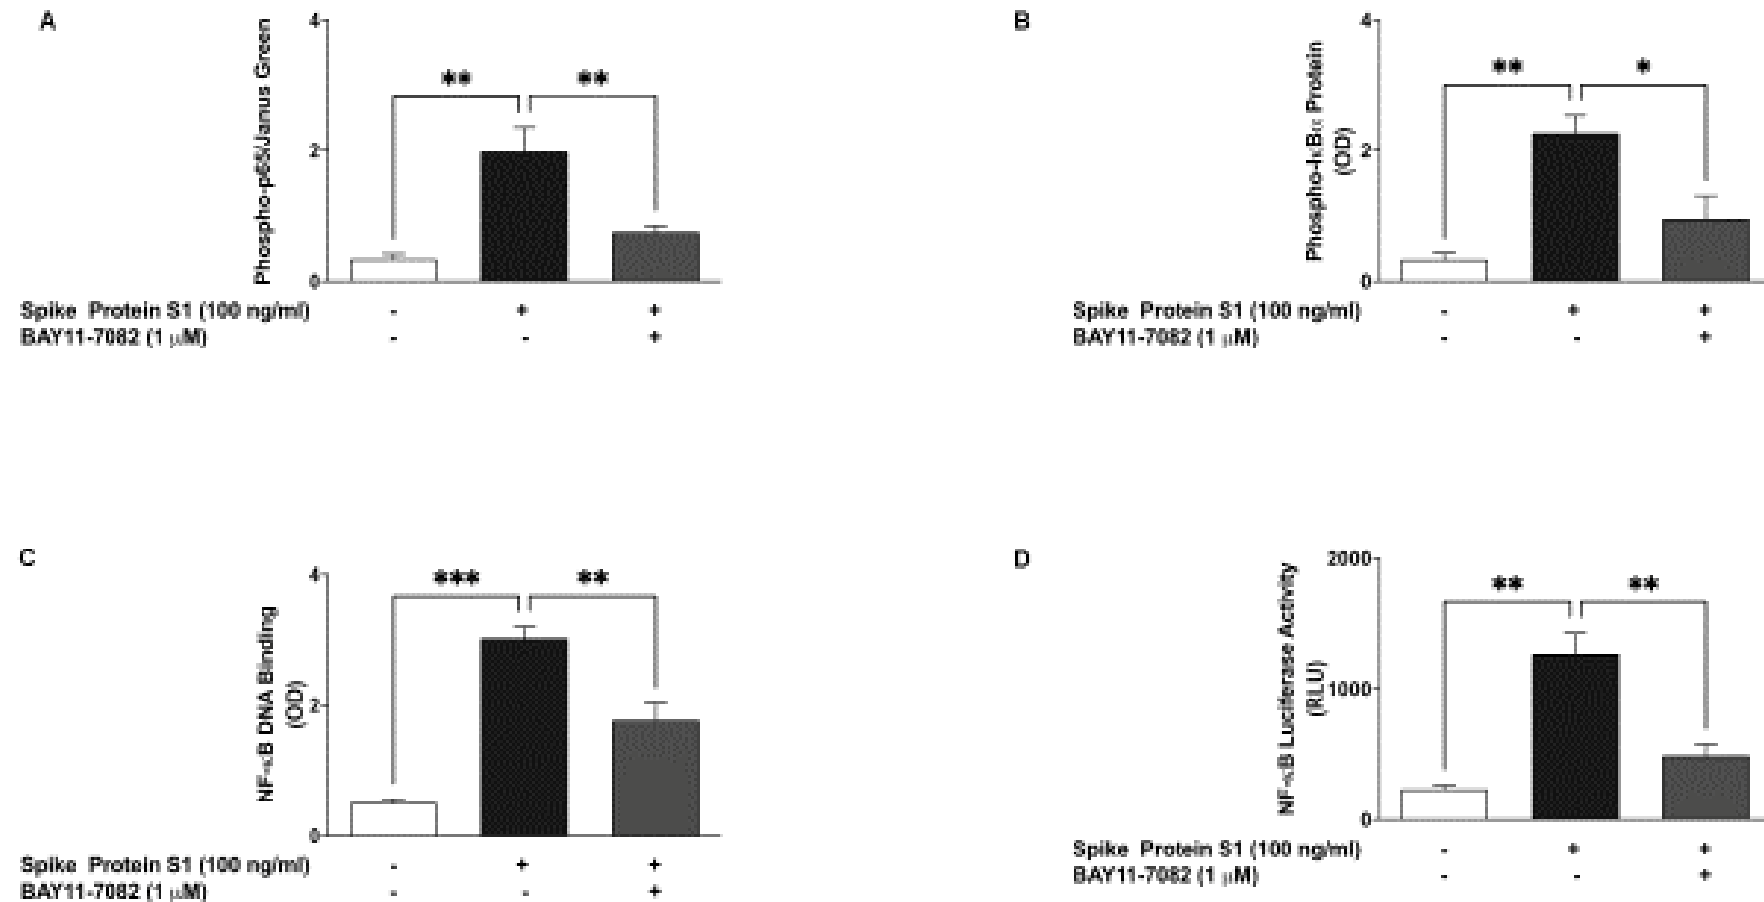 A
Phospho-p65/Janus Green
4
2
0
** **
Spike Protein S1 (100 ng/ml) - + +
BAY11-7082 (1 μM) - - +
B
Phospho-IκBα Protein
(OD)
4
2
0
** *
Spike Protein S1 (100 ng/ml) - + +
BAY11-7082 (1 μM) - - +
C
NF-κB DNA Binding
(OD)
4
2
0
*** **
Spike Protein S1 (100 ng/ml) - + +
BAY11-7082 (1 μM) - - +
D
NF-κB Luciferase Activity
(RLU)
2000
1000
0
** **
Spike Protein S1 (100 ng/ml) - + +
BAY11-7082 (1 μM) - - +